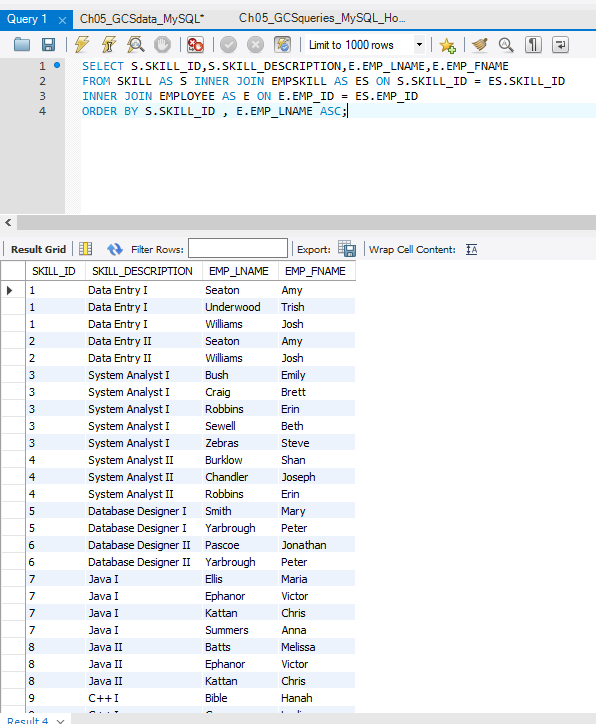 Query 1 Ch05_GCSdata_MySQL* Ch05_GCSqueries_MySQL_Ho...
Limit to 1000 rows
1 SELECT S.SKILL_ID,S.SKILL_DESCRIPTION,E.EMP_LNAME,E.EMP_FNAME
2 FROM SKILL AS S INNER JOIN EMPSKILL AS ES ON S.SKILL_ID = ES.SKILL_ID
3 INNER JOIN EMPLOYEE AS E ON E.EMP_ID = ES.EMP_ID
4 ORDER BY S.SKILL_ID , E.EMP_LNAME ASC;
Result Grid Filter Rows: Export: Wrap Cell Content:
SKILL_ID SKILL_DESCRIPTION EMP_LNAME EMP_FNAME
1 Data Entry I Seaton Amy
1 Data Entry I Underwood Trish
1 Data Entry I Williams Josh
2 Data Entry II Seaton Amy
2 Data Entry II Williams Josh
3 System Analyst I Bush Emily
3 System Analyst I Craig Brett
3 System Analyst I Robbins Erin
3 System Analyst I Sewell Beth
3 System Analyst I Zebras Steve
4 System Analyst II Burklow Shan
4 System Analyst II Chandler Joseph
4 System Analyst II Robbins Erin
5 Database Designer I Smith Mary
5 Database Designer I Yarbrough Peter
6 Database Designer II Pascoe Jonathan
6 Database Designer II Yarbrough Peter
7 Java I Ellis Maria
7 Java I Ephanor Victor
7 Java I Kattan Chris
7 Java I Summers Anna
8 Java II Batts Melissa
8 Java II Ephanor Victor
8 Java II Kattan Chris
9 C++ I Bible Hanah
Result 4